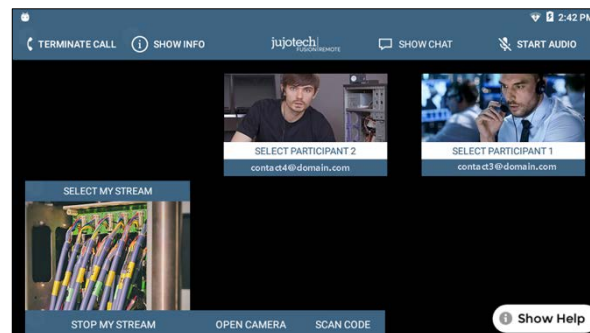 2:42 PM
TERMINATE CALL
SHOW INFO
jujotech
FUSIONREMOTE
SHOW CHAT
START AUDIO
SELECT PARTICIPANT 2
contact4@domain.com
SELECT PARTICIPANT 1
contact3@domain.com
SELECT MY STREAM
STOP MY STREAM
OPEN CAMERA
SCAN CODE
Show Help